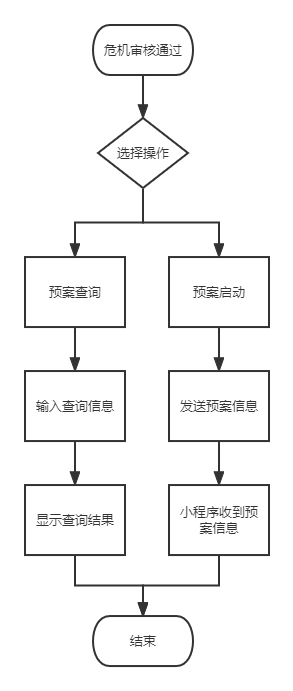 危机审核通过
选择操作
预案查询
预案启动
输入查询信息
发送预案信息
显示查询结果
小程序收到预
案信息
结束